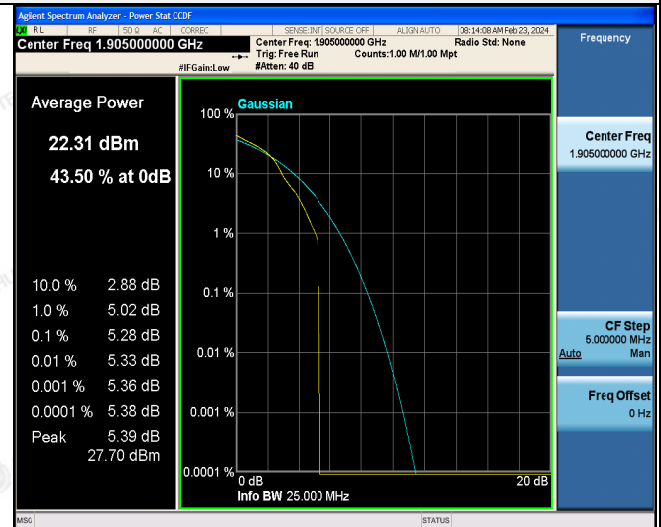 Agilent Spectrum Analyzer - Power Stat CCDF
LXI RL RF 50 Ω AC CORREC SENSE:INT SOURCE OFF ALIGN AUTO 08:14:08 AM Feb 23, 2024
Center Freq 1.905000000 GHz
Center Freq: 1.905000000 GHz
Radio Std: None
Trig: Free Run
Counts:1.00 M/1.00 Mpt
#IFGain:Low
#Atten: 40 dB
Frequency
Average Power
22.31 dBm
43.50 % at 0dB
10.0 % 2.88 dB
1.0 % 5.02 dB
0.1 % 5.28 dB
0.01 % 5.33 dB
0.001 % 5.36 dB
0.0001 % 5.38 dB
Peak 5.39 dB
27.70 dBm
Gaussian
100 %
10 %
1 %
0.1 %
0.01 %
0.001 %
0.0001 %
0 dB
20 dB
Info BW 25.000 MHz
Center Freq
1.905000000 GHz
CF Step
5.000000 MHz
Auto Man
Freq Offset
0 Hz
MSG
STATUS